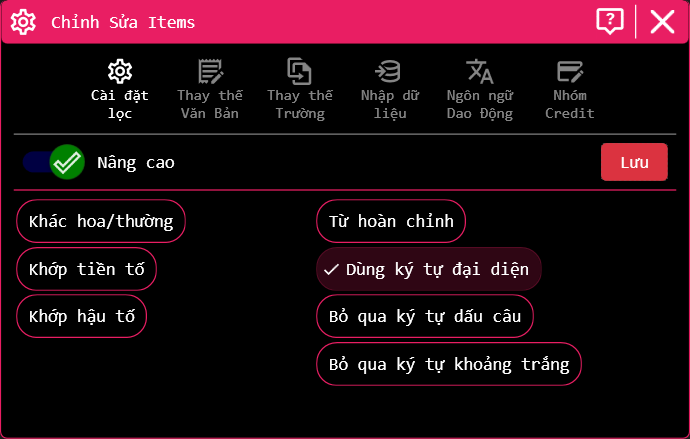 Chỉnh Sửa Items
Cài đặt lọc
Thay thế Văn Bản
Thay thế Trường
Nhập dữ liệu
Ngôn ngữ Dao Động
Nhóm Credit
Nâng cao
Lưu
Khác hoa/thường
Từ hoàn chỉnh
Khớp tiền tố
Dùng ký tự đại diện
Khớp hậu tố
Bỏ qua ký tự dấu câu
Bỏ qua ký tự khoảng trắng